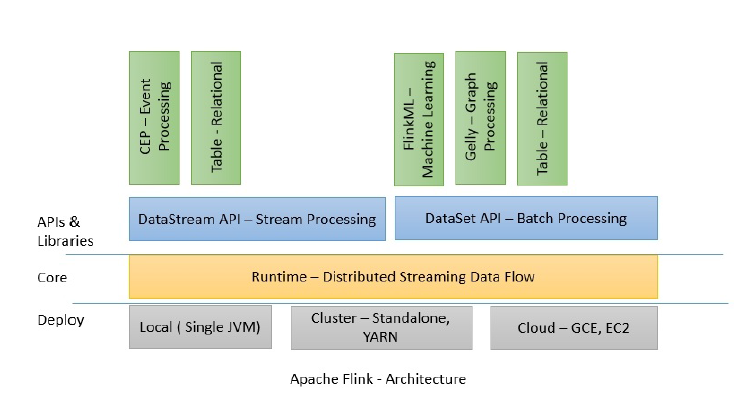 CEP – Event
Processing
Table - Relational
FlinkML –
Machine Learning
Gelly – Graph
Processing
Table – Relational
APIs &
Libraries
DataStream API – Stream Processing
DataSet API – Batch Processing
Core
Runtime – Distributed Streaming Data Flow
Deploy
Local ( Single JVM)
Cluster – Standalone,
YARN
Cloud – GCE, EC2
Apache Flink - Architecture